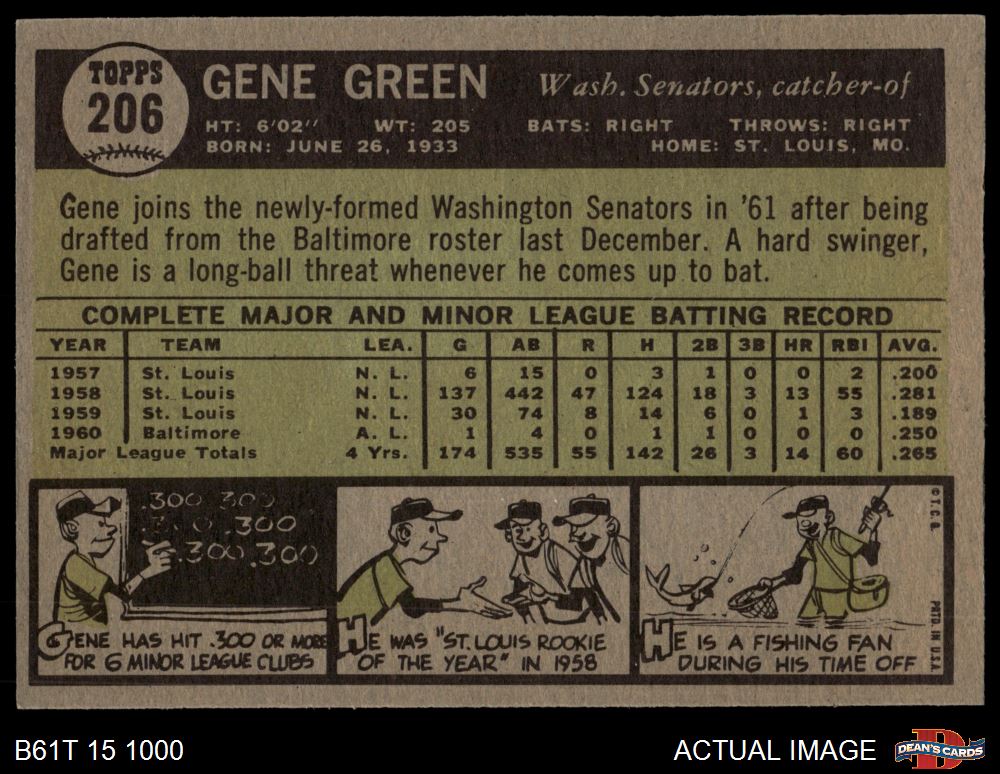 TOPPS
206
GENE GREEN
Wash. Senators, catcher-of
HT: 6'02" WT: 205 BATS: RIGHT THROWS: RIGHT
BORN: JUNE 26, 1933 HOME: ST. LOUIS, MO.
Gene joins the newly-formed Washington Senators in '61 after being
drafted from the Baltimore roster last December. A hard swinger,
Gene is a long-ball threat whenever he comes up to bat.
COMPLETE MAJOR AND MINOR LEAGUE BATTING RECORD
YEAR TEAM LEA. G AB R H 2B 3B HR RBI AVG.
1957 St. Louis N. L. 6 15 0 3 1 0 0 2 .200
1958 St. Louis N. L. 137 442 47 124 18 3 13 55 .281
1959 St. Louis N. L. 30 74 8 14 6 0 1 3 .189
1960 Baltimore A. L. 1 4 0 1 1 0 0 0 .250
Major League Totals 4 Yrs. 174 535 55 142 26 3 14 60 .265
.300 300
.300
.300 .300
GENE HAS HIT .300 OR MORE
FOR 6 MINOR LEAGUE CLUBS
HE WAS "ST. LOUIS ROOKIE
OF THE YEAR" IN 1958
HE IS A FISHING FAN
DURING HIS TIME OFF
© T. C. G.
PRTD. IN U.S.A.
B61T 15 1000
ACTUAL IMAGE
DEAN'S CARDS